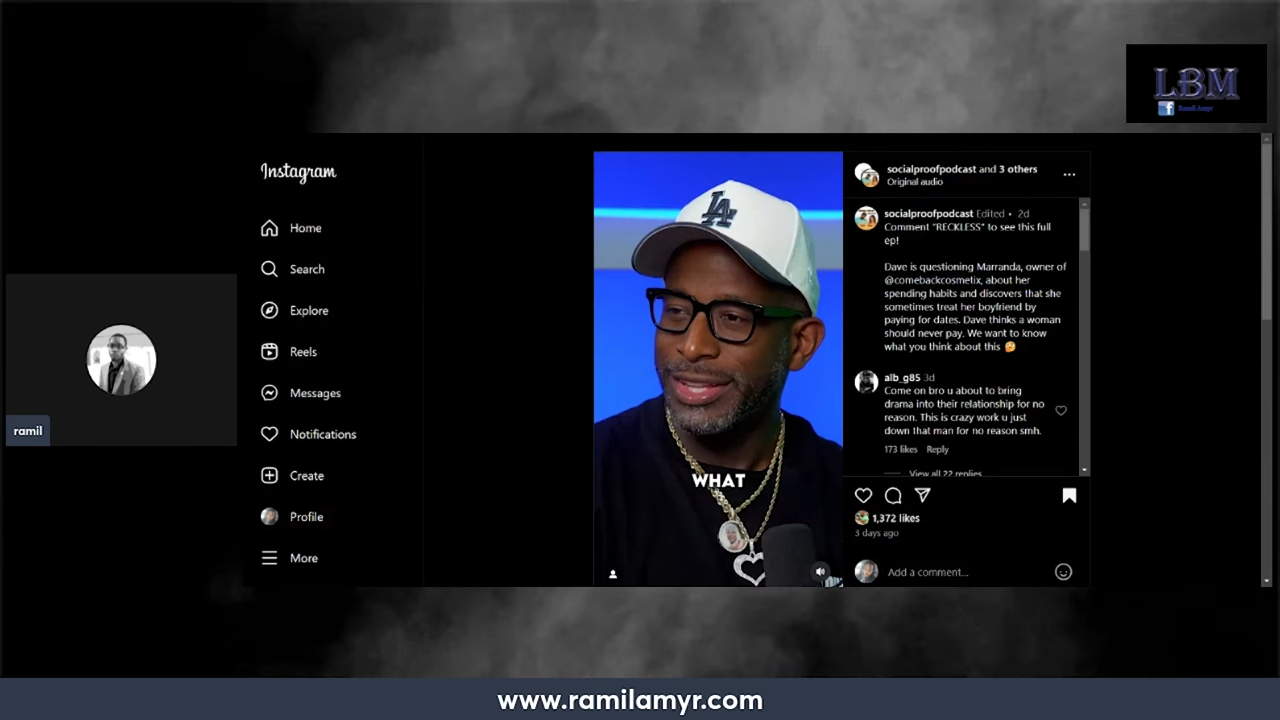 LBM
Ramil Amyr
Instagram
Home
Search
Explore
Reels
Messages
Notifications
Create
Profile
More
ramil
LA
WHAT
socialproofpodcast and 3 others
Original audio
socialproofpodcast Edited • 2d
Comment "RECKLESS" to see this full
ep!
Dave is questioning Marranda, owner of
@comebackcosmetix, about her
spending habits and discovers that she
sometimes treat her boyfriend by
paying for dates. Dave thinks a woman
should never pay. We want to know
what you think about this
alb_g85 3d
Come on bro u about to bring
drama into their relationship for no
reason. This is crazy work u just
down that man for no reason smh.
173 likes Reply
View all 22 replies
1,372 likes
3 days ago
Add a comment...
www.ramilamyr.com